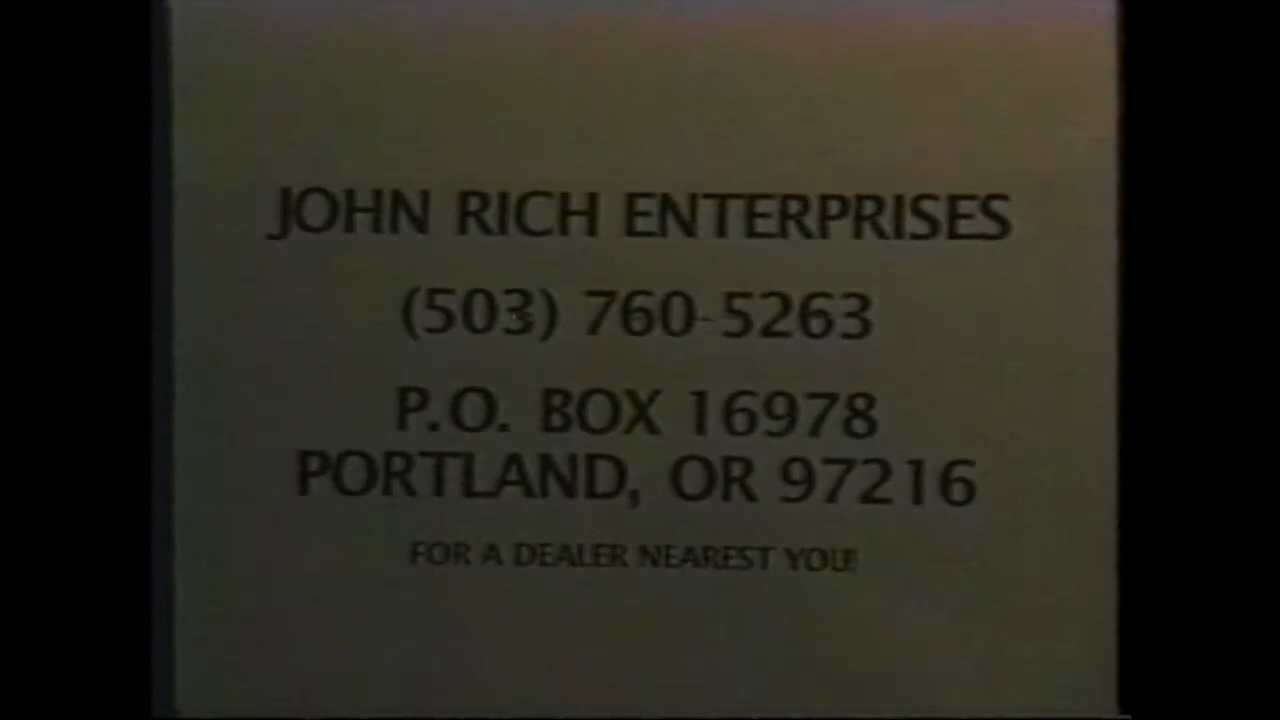 JOHN RICH ENTERPRISES
(503) 760-5263
P.O. BOX 16978
PORTLAND, OR 97216
FOR A DEALER NEAREST YOU!